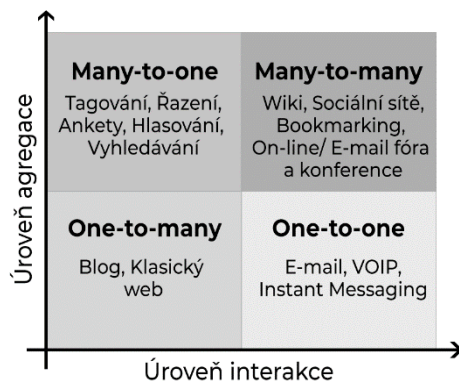 Úroveň agregace
Many-to-one
Tagování, Řazení,
Ankety, Hlasování,
Vyhledávání
Many-to-many
Wiki, Sociální sítě,
Bookmarking,
On-line/ E-mail fóra
a konference
One-to-many
Blog, Klasický
web
One-to-one
E-mail, VOIP,
Instant Messaging
Úroveň interakce